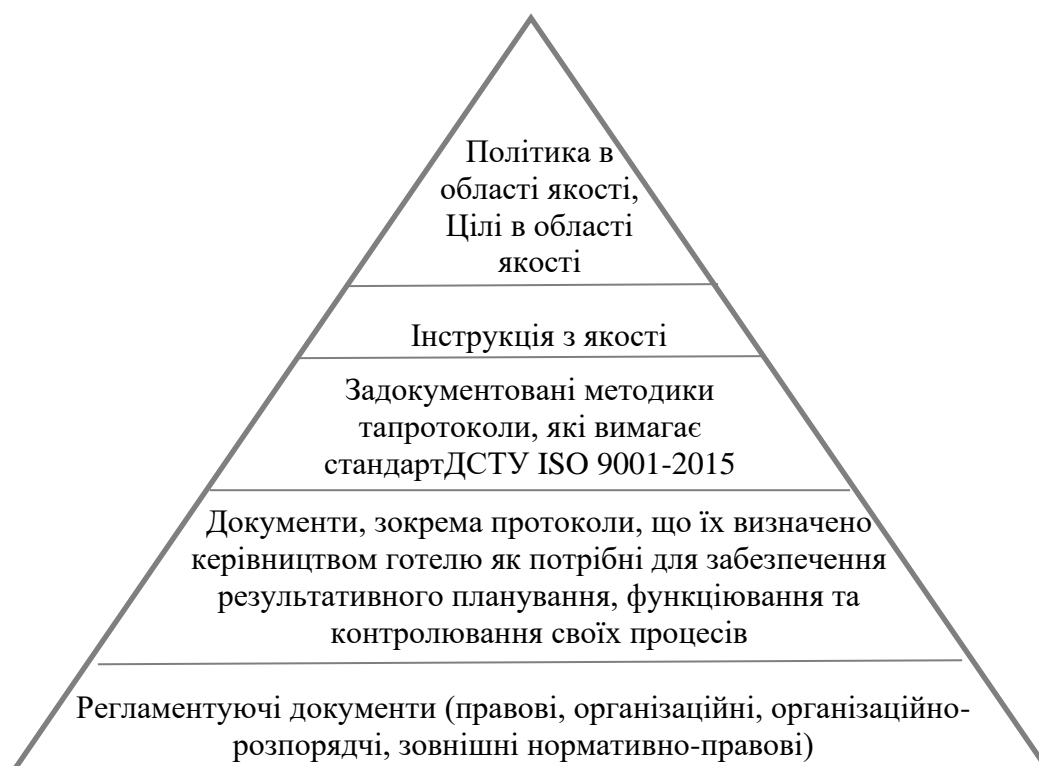 Політика в
області якості,
Цілі в області
якості
Інструкція з якості
Задокументовані методики
тапротоколи, які вимагає
стандартДСТУ ISO 9001-2015
Документи, зокрема протоколи, що їх визначено
керівництвом готелю як потрібні для забезпечення
результативного планування, функціювання та
контролювання своїх процесів
Регламентуючі документи (правові, організаційні, організаційно-
розпорядчі, зовнішні нормативно-правові)